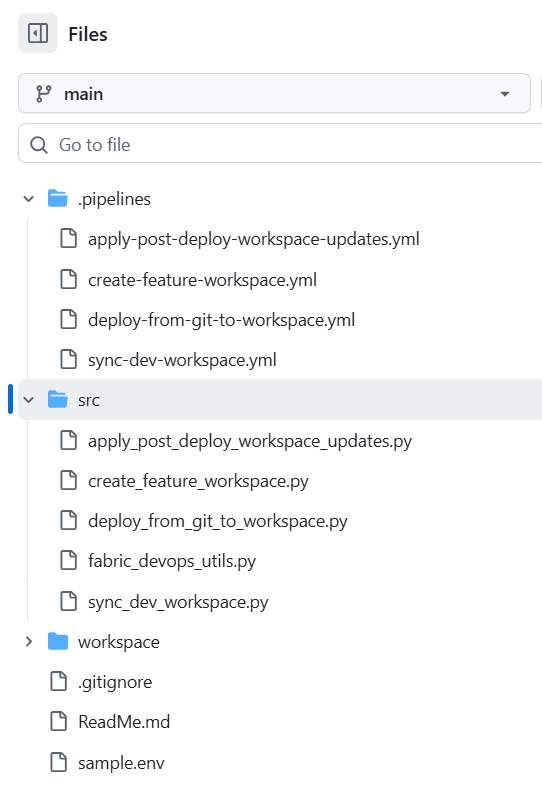 Files
main
Go to file
.pipelines
apply-post-deploy-workspace-updates.yml
create-feature-workspace.yml
deploy-from-git-to-workspace.yml
sync-dev-workspace.yml
src
apply_post_deploy_workspace_updates.py
create_feature_workspace.py
deploy_from_git_to_workspace.py
fabric_devops_utils.py
sync_dev_workspace.py
workspace
.gitignore
ReadMe.md
sample.env